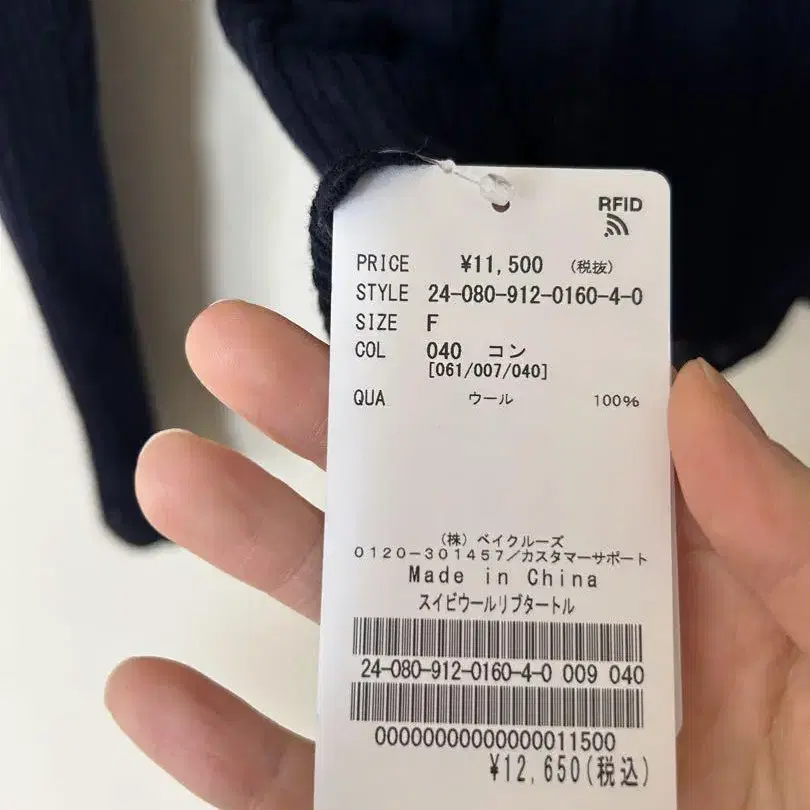 RFID
PRICE ¥11,500 (税抜)
STYLE 24-080-912-0160-4-0
SIZE F
COL 040 コン
[061/007/040]
QUA ウール 100%
(株) ベイクルーズ
0120-301457/カスタマーサポート
Made in China
スイビウールリブタートル
24-080-912-0160-4-0 009 040
00000000000000011500
¥12,650(税込)